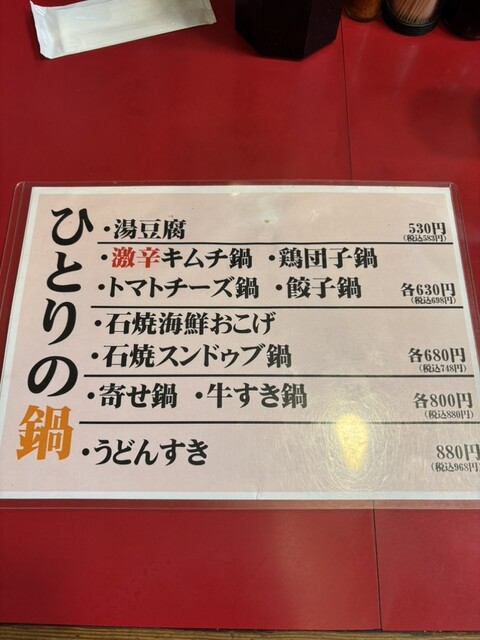 ひとりの鍋
・湯豆腐 530円
(税込583円)
・激辛キムチ鍋 ・鶏団子鍋
・トマトチーズ鍋 ・餃子鍋 各630円
(税込698円)
・石焼海鮮おこげ
・石焼スンドゥブ鍋 各680円
(税込748円)
・寄せ鍋 ・牛すき鍋 各800円
(税込880円)
・うどんすき 880円
(税込968円)